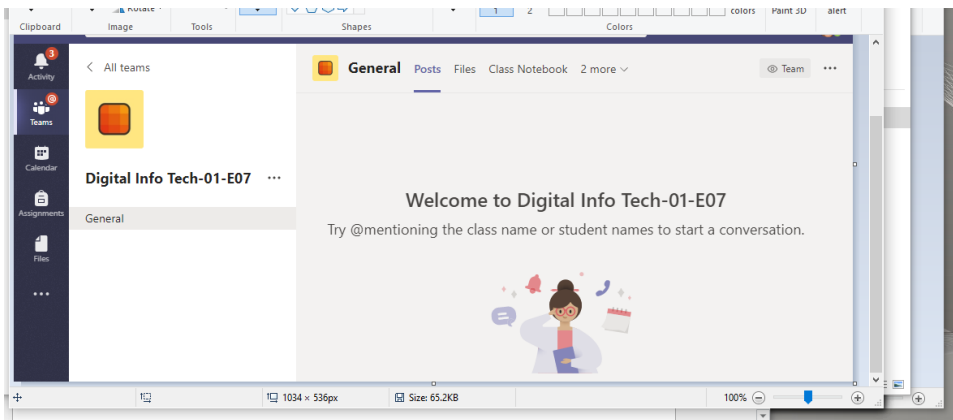 Rotate
colors Paint 3D alert
Clipboard Image Tools Shapes 1 2 Colors
3
Activity
Teams
Calendar
Assignments
Files
All teams
Digital Info Tech-01-E07
General
General Posts Files Class Notebook 2 more Team
Welcome to Digital Info Tech-01-E07
Try @mentioning the class name or student names to start a conversation.
1034 × 536px Size: 65.2KB 100%